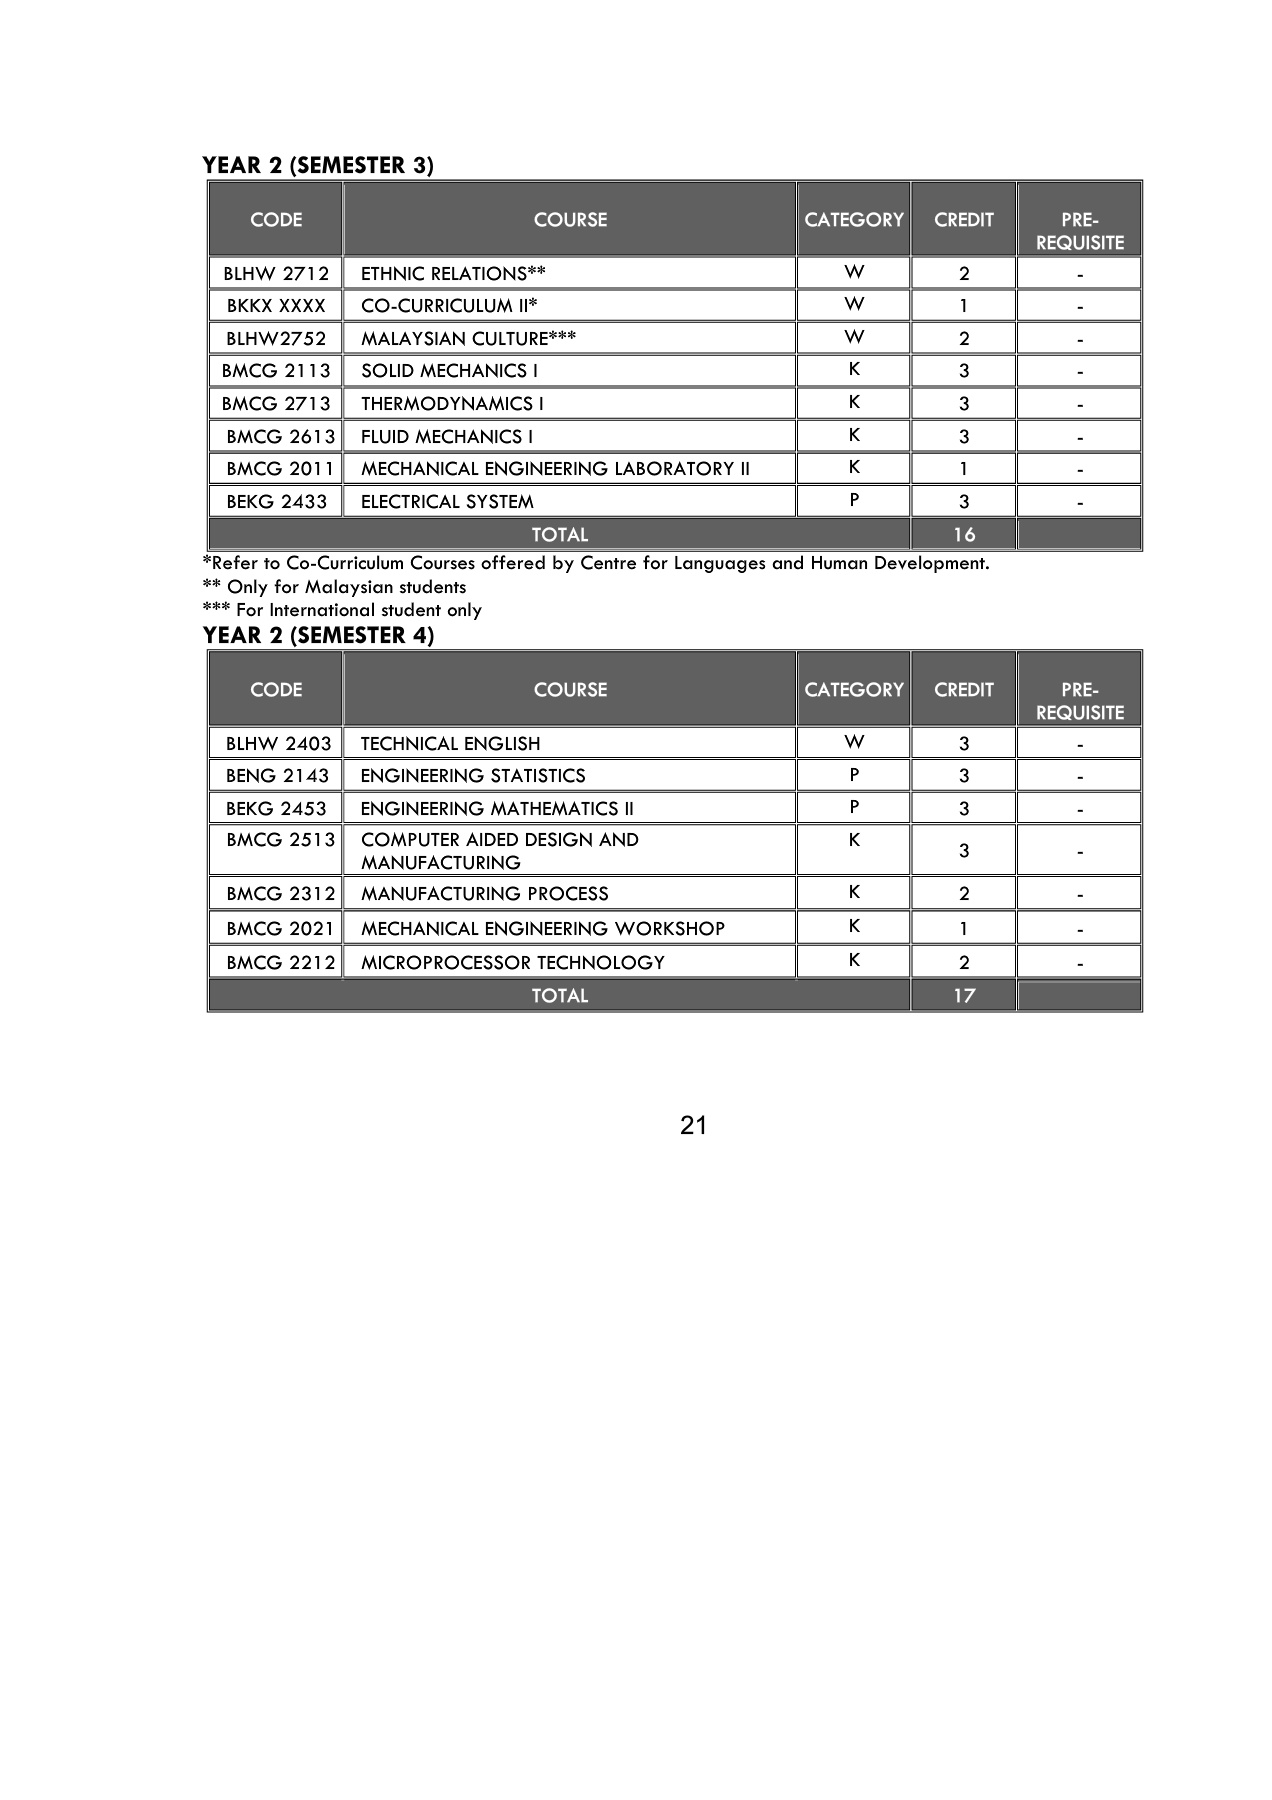 YEAR 2 (SEMESTER 3)
CODE COURSE CATEGORY CREDIT PRE-
REQUISITE
BLHW 2712 ETHNIC RELATIONS** W 2 -
BKKX XXXX CO-CURRICULUM II* W 1 -
BLHW2752 MALAYSIAN CULTURE*** W 2 -
BMCG 2113 SOLID MECHANICS I K 3 -
BMCG 2713 THERMODYNAMICS I K 3 -
BMCG 2613 FLUID MECHANICS I K 3 -
BMCG 2011 MECHANICAL ENGINEERING LABORATORY II K 1 -
BEKG 2433 ELECTRICAL SYSTEM P 3 -
TOTAL 16
*Refer to Co-Curriculum Courses offered by Centre for Languages and Human Development.
** Only for Malaysian students
*** For International student only
YEAR 2 (SEMESTER 4)
CODE COURSE CATEGORY CREDIT PRE-
REQUISITE
BLHW 2403 TECHNICAL ENGLISH W 3 -
BENG 2143 ENGINEERING STATISTICS P 3 -
BEKG 2453 ENGINEERING MATHEMATICS II P 3 -
BMCG 2513 COMPUTER AIDED DESIGN AND K 3 -
MANUFACTURING
BMCG 2312 MANUFACTURING PROCESS K 2 -
BMCG 2021 MECHANICAL ENGINEERING WORKSHOP K 1 -
BMCG 2212 MICROPROCESSOR TECHNOLOGY K 2 -
TOTAL 17
21